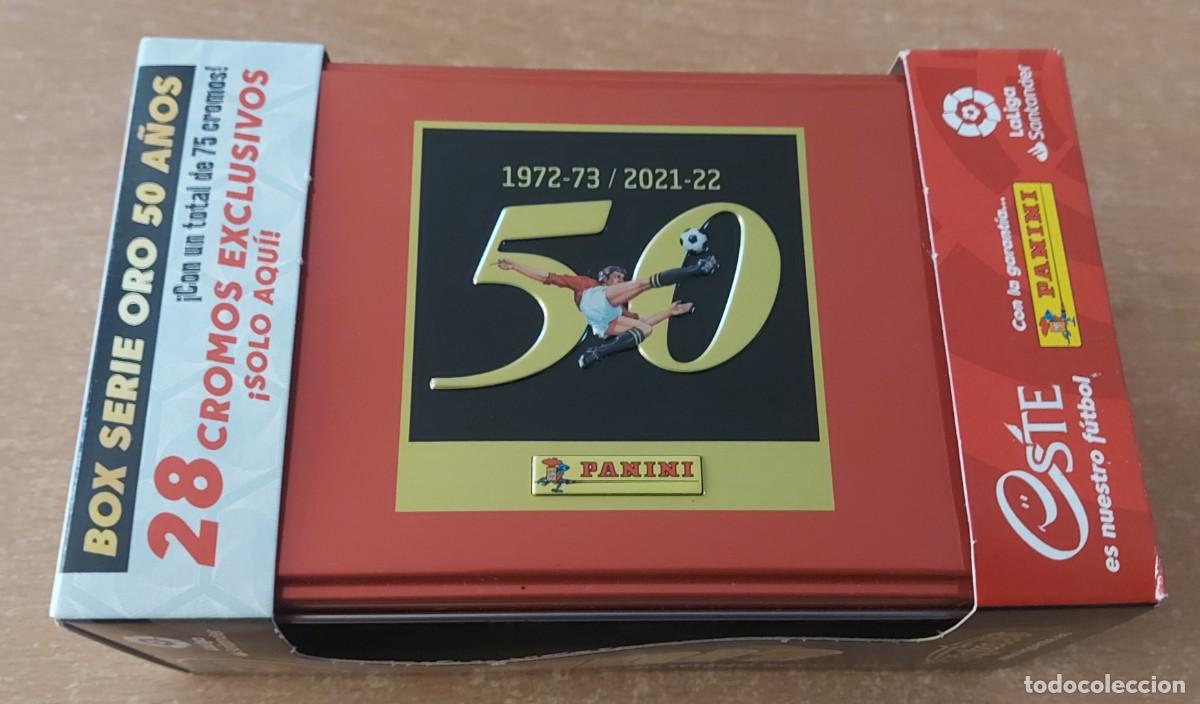 BOX SERIE ORO 50 AÑOS
¡Con un total de 75 cromos!
28 CROMOS EXCLUSIVOS
¡SOLO AQUÍ!
1972-73 / 2021-22
50
PANINI
LaLiga
Santander
Con la garantía...
PANINI
ESTE
es nuestro fútbol
todocoleccion